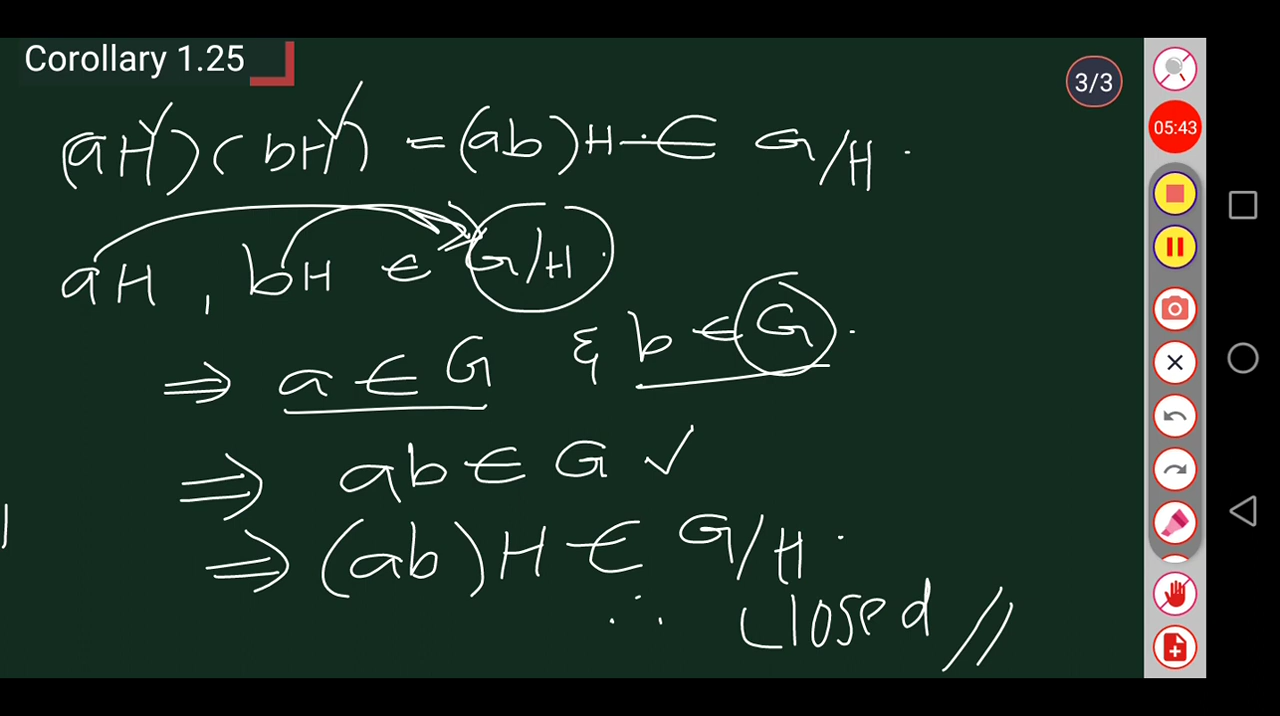 Corollary 1.25
3/3
05:43
(aH)(bH) = (ab)H ∈ G/H.
aH, bH ∈ G/H.
⇒ a ∈ G & b ∈ G.
⇒ ab ∈ G ✓
⇒ (ab)H ∈ G/H.
∴ closed //